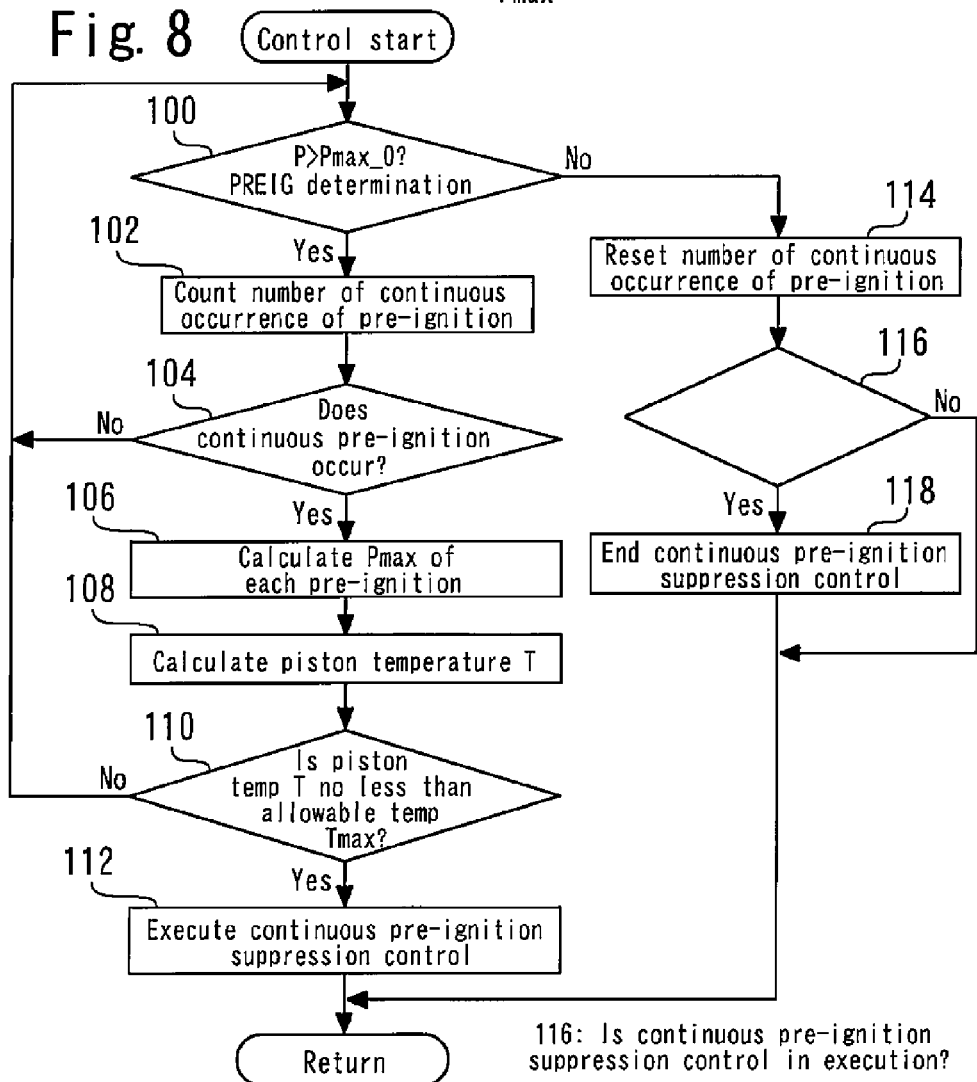 Pmax
Fig. 8
Control start
100
P>Pmax_0?
PREIG determination
No
Yes
102
Count number of continuous
occurrence of pre-ignition
104
Does
continuous pre-ignition
occur?
No
Yes
106
Calculate Pmax of
each pre-ignition
108
Calculate piston temperature T
110
Is piston
temp T no less than
allowable temp
Tmax?
No
Yes
112
Execute continuous pre-ignition
suppression control
Return
114
Reset number of continuous
occurrence of pre-ignition
116
No
Yes
118
End continuous pre-ignition
suppression control
116: Is continuous pre-ignition
suppression control in execution?